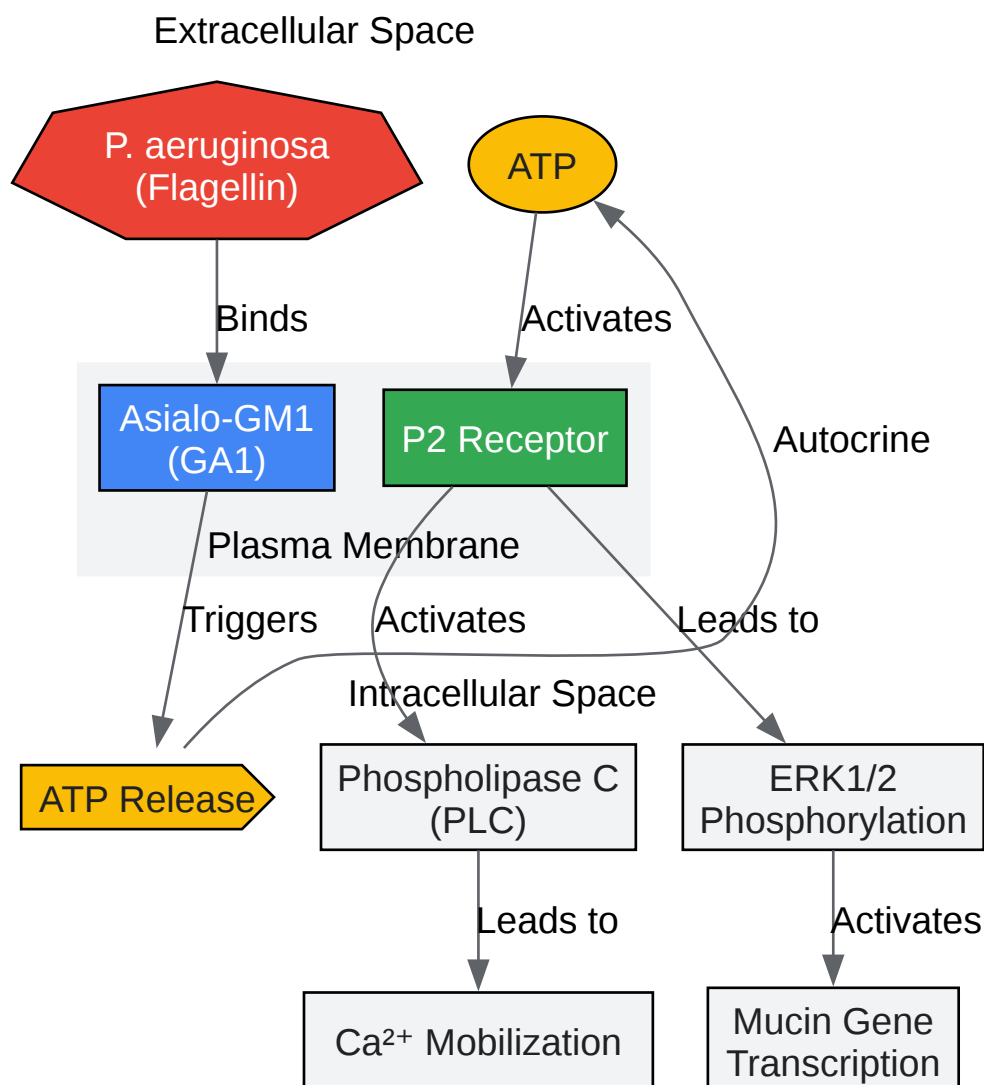 Extracellular Space
P. aeruginosa
(Flagellin)
ATP
Binds
Activates
Asialo-GM1
(GA1)
P2 Receptor
Autocrine
Plasma Membrane
Triggers
Activates
Leads to
Intracellular Space
ATP Release
Phospholipase C
(PLC)
ERK1/2
Phosphorylation
Leads to
Activates
Ca²⁺ Mobilization
Mucin Gene
Transcription